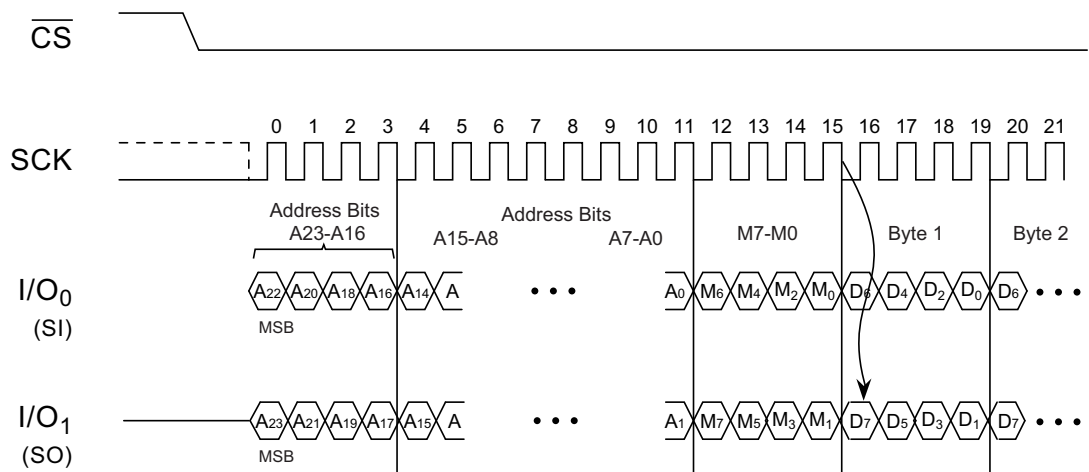 CS
0 1 2 3 4 5 6 7 8 9 10 11 12 13 14 15 16 17 18 19 20 21
SCK
Address Bits
A23-A16
Address Bits
A15-A8
A7-A0
M7-M0
Byte 1
Byte 2
I/O0
(SI)
A22 A20 A18 A16 A14 A ••• A0 M6 M4 M2 M0 D6 D4 D2 D0 D6 •••
MSB
I/O1
(SO)
A23 A21 A19 A17 A15 A ••• A1 M7 M5 M3 M1 D7 D5 D3 D1 D7 •••
MSB